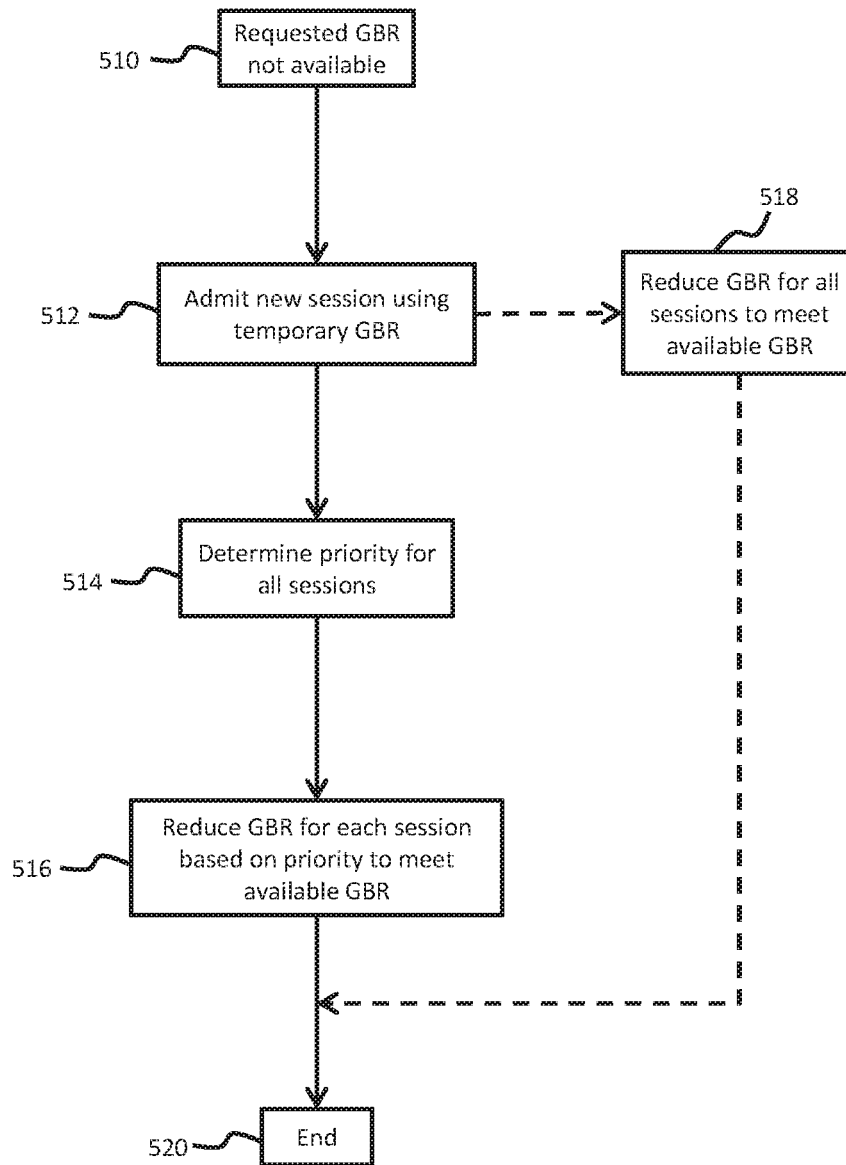 510
Requested GBR
not available
512
Admit new session using
temporary GBR
518
Reduce GBR for all
sessions to meet
available GBR
514
Determine priority for
all sessions
516
Reduce GBR for each session
based on priority to meet
available GBR
520
End